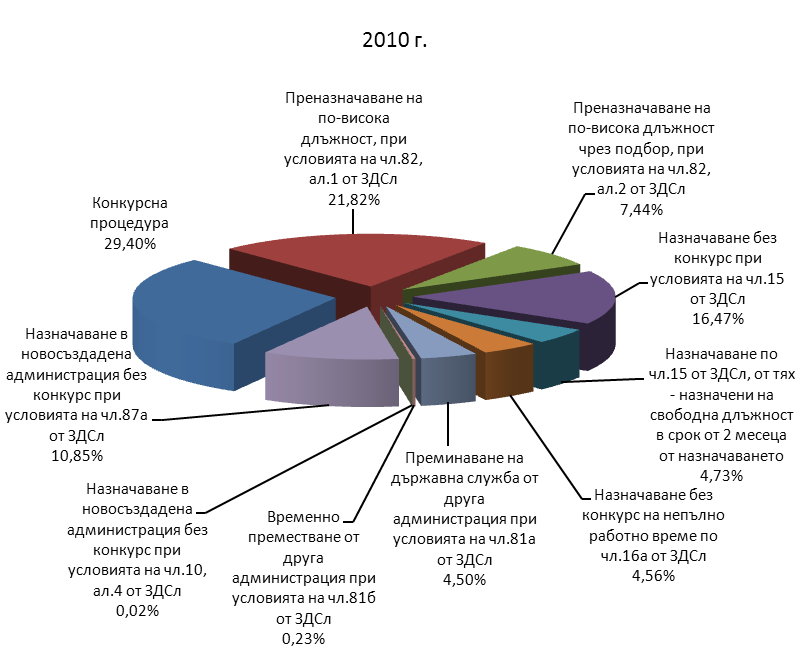 2010 г.
Преназначаване на
по-висока
длъжност, при
условията на чл.82,
ал.1 от ЗДСл
21,82%
Преназначаване на
по-висока длъжност
чрез подбор, при
условията на чл.82,
ал.2 от ЗДСл
7,44%
Конкурсна
процедура
29,40%
Назначаване без
конкурс при
условията на чл.15
от ЗДСл
16,47%
Назначаване в
новосъздадена
администрация без
конкурс при
условията на чл.87а
от ЗДСл
10,85%
Назначаване по
чл.15 от ЗДСл, от тях
- назначени на
свободна длъжност
в срок от 2 месеца
от назначаването
4,73%
Назначаване в
новосъздадена
администрация без
конкурс при
условията на чл.10,
ал.4 от ЗДСл
0,02%
Временно
преместване от
друга
администрация при
условията на чл.81б
от ЗДСл
0,23%
Преминаване на
държавна служба от
друга
администрация при
условията на чл.81а
от ЗДСл
4,50%
Назначаване без
конкурс на непълно
работно време по
чл.16а от ЗДСл
4,56%